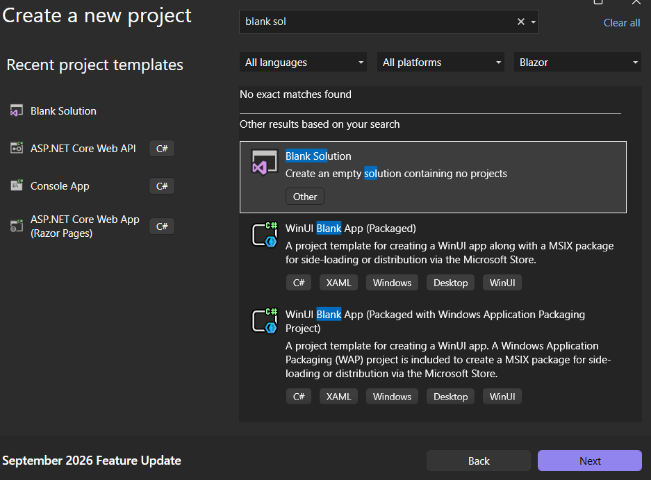 Create a new project
blank sol
Clear all
Recent project templates
All languages
All platforms
Blazor
Blank Solution
ASP.NET Core Web API
C#
Console App
C#
ASP.NET Core Web App
(Razor Pages)
C#
No exact matches found
Other results based on your search
Blank Solution
Create an empty solution containing no projects
Other
C#
WinUI Blank App (Packaged)
A project template for creating a WinUI app along with a MSIX package
for side-loading or distribution via the Microsoft Store.
C#
XAML
Windows
Desktop
WinUI
C#
WinUI Blank App (Packaged with Windows Application Packaging
Project)
A project template for creating a WinUI app. A Windows Application
Packaging (WAP) project is included to create a MSIX package for side-
loading or distribution via the Microsoft Store.
C#
XAML
Windows
Desktop
WinUI
September 2026 Feature Update
Back
Next